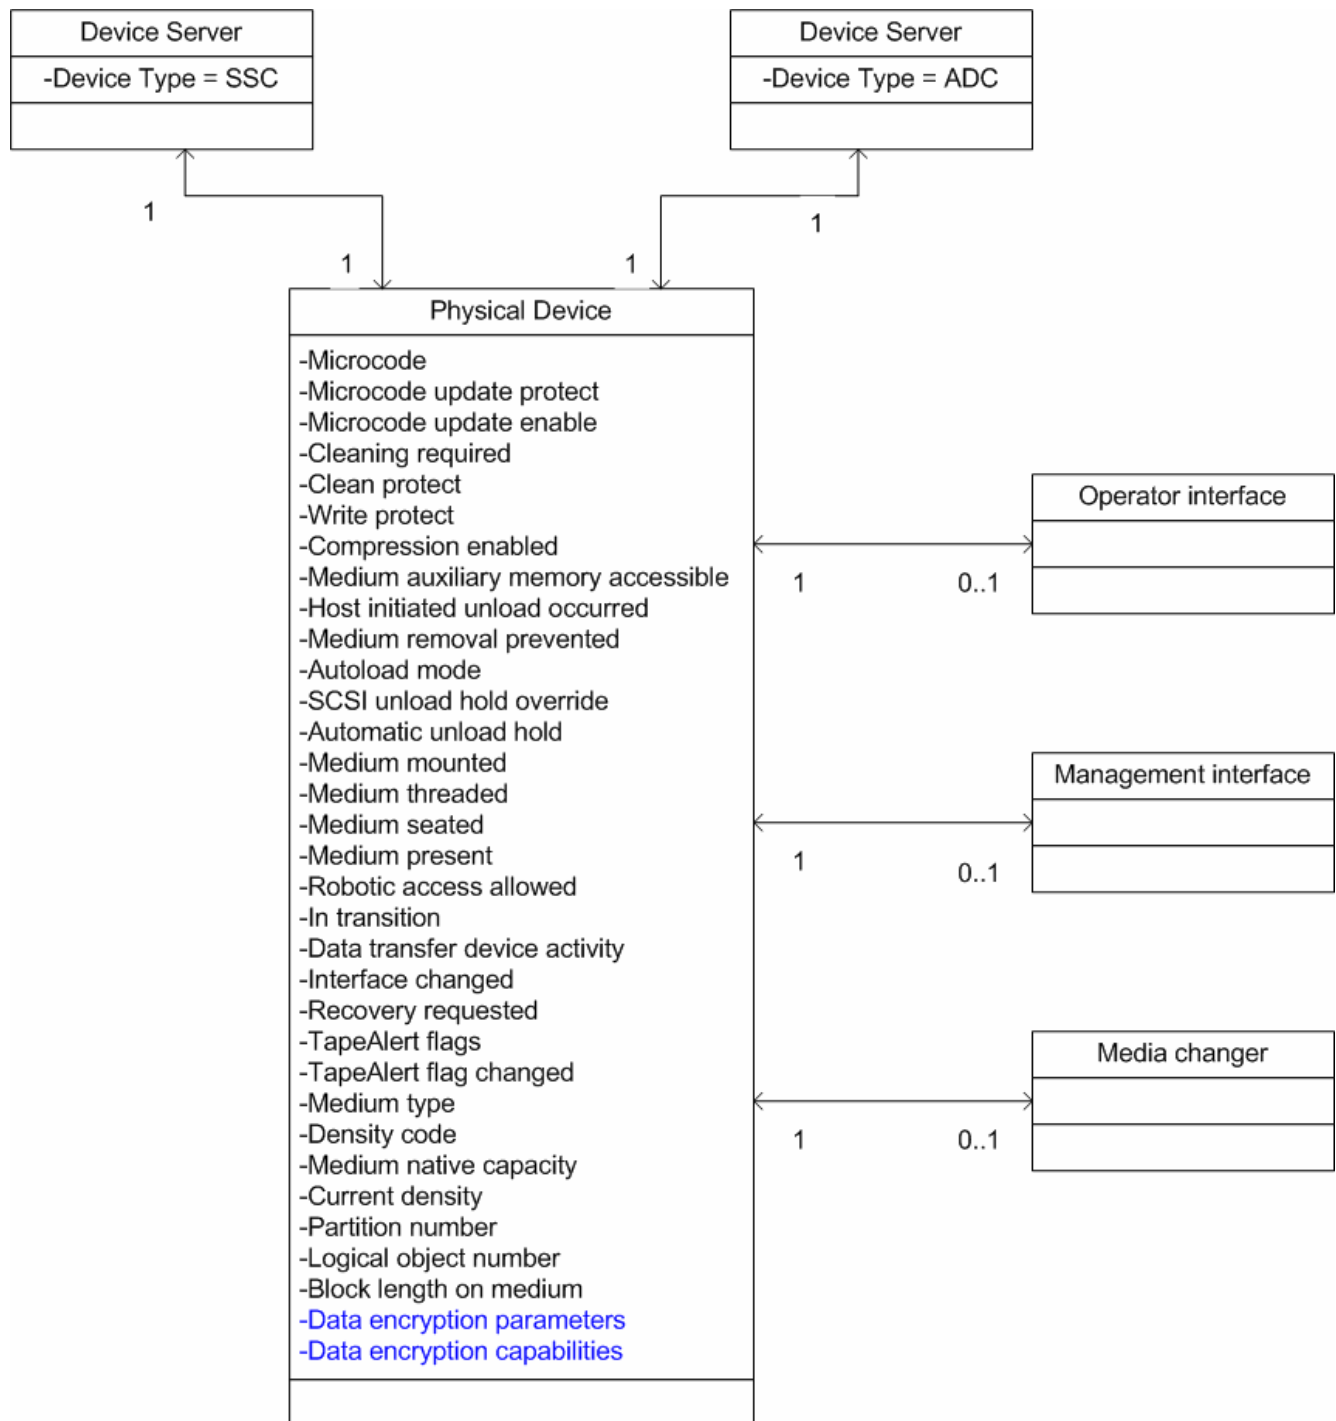 Device Server
-Device Type = SSC
Device Server
-Device Type = ADC
1
1
1
1
Physical Device
-Microcode
-Microcode update protect
-Microcode update enable
-Cleaning required
-Clean protect
-Write protect
-Compression enabled
-Medium auxiliary memory accessible
-Host initiated unload occurred
-Medium removal prevented
-Autoload mode
-SCSI unload hold override
-Automatic unload hold
-Medium mounted
-Medium threaded
-Medium seated
-Medium present
-Robotic access allowed
-In transition
-Data transfer device activity
-Interface changed
-Recovery requested
-TapeAlert flags
-TapeAlert flag changed
-Medium type
-Density code
-Medium native capacity
-Current density
-Partition number
-Logical object number
-Block length on medium
-Data encryption parameters
-Data encryption capabilities
Operator interface
1
0..1
Management interface
1
0..1
Media changer
1
0..1